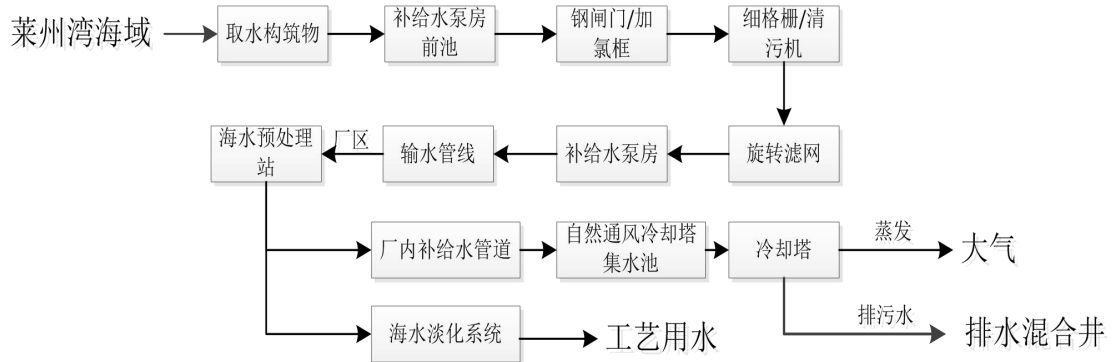 莱州湾海域
取水构筑物
补给水泵房
前池
钢闸门/加
氯框
细格栅/清
污机
海水预处理
站
厂区
输水管线
补给水泵房
旋转滤网
厂内补给水管道
自然通风冷却塔
集水池
冷却塔
蒸发
大气
排污水
排水混合井
海水淡化系统
工艺用水